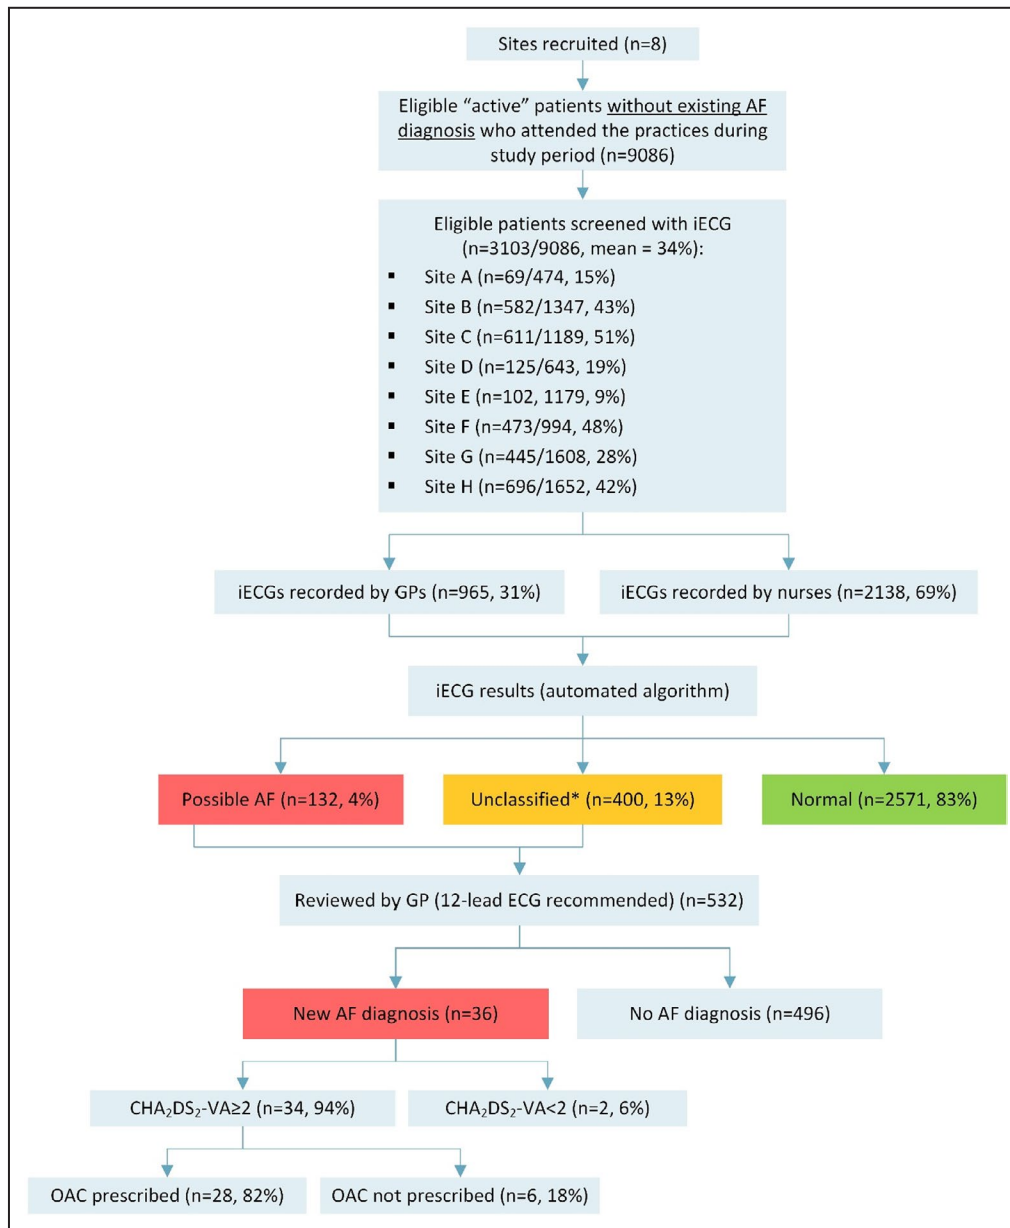 Sites recruited (n=8)
Eligible “active” patients without existing AF
diagnosis who attended the practices during
study period (n=9086)
Eligible patients screened with iECG
(n=3103/9086, mean = 34%):
▪ Site A (n=69/474, 15%)
▪ Site B (n=582/1347, 43%)
▪ Site C (n=611/1189, 51%)
▪ Site D (n=125/643, 19%)
▪ Site E (n=102, 1179, 9%)
▪ Site F (n=473/994, 48%)
▪ Site G (n=445/1608, 28%)
▪ Site H (n=696/1652, 42%)
iECGs recorded by GPs (n=965, 31%)
iECGs recorded by nurses (n=2138, 69%)
iECG results (automated algorithm)
Possible AF (n=132, 4%)
Unclassified* (n=400, 13%)
Normal (n=2571, 83%)
Reviewed by GP (12-lead ECG recommended) (n=532)
New AF diagnosis (n=36)
No AF diagnosis (n=496)
CHA₂DS₂-VA≥2 (n=34, 94%)
CHA₂DS₂-VA<2 (n=2, 6%)
OAC prescribed (n=28, 82%)
OAC not prescribed (n=6, 18%)